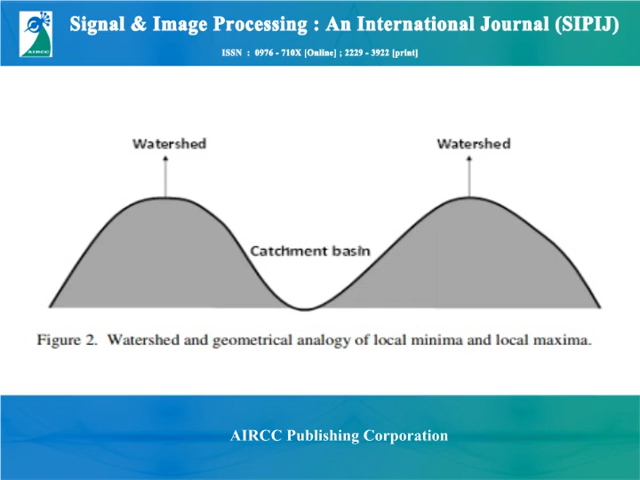 Signal & Image Processing : An International Journal (SIPIJ)
AIRCC
ISSN : 0976 - 710X [Online] ; 2229 - 3922 [print]
Watershed Watershed
Catchment basin
Figure 2. Watershed and geometrical analogy of local minima and local maxima.
AIRCC Publishing Corporation